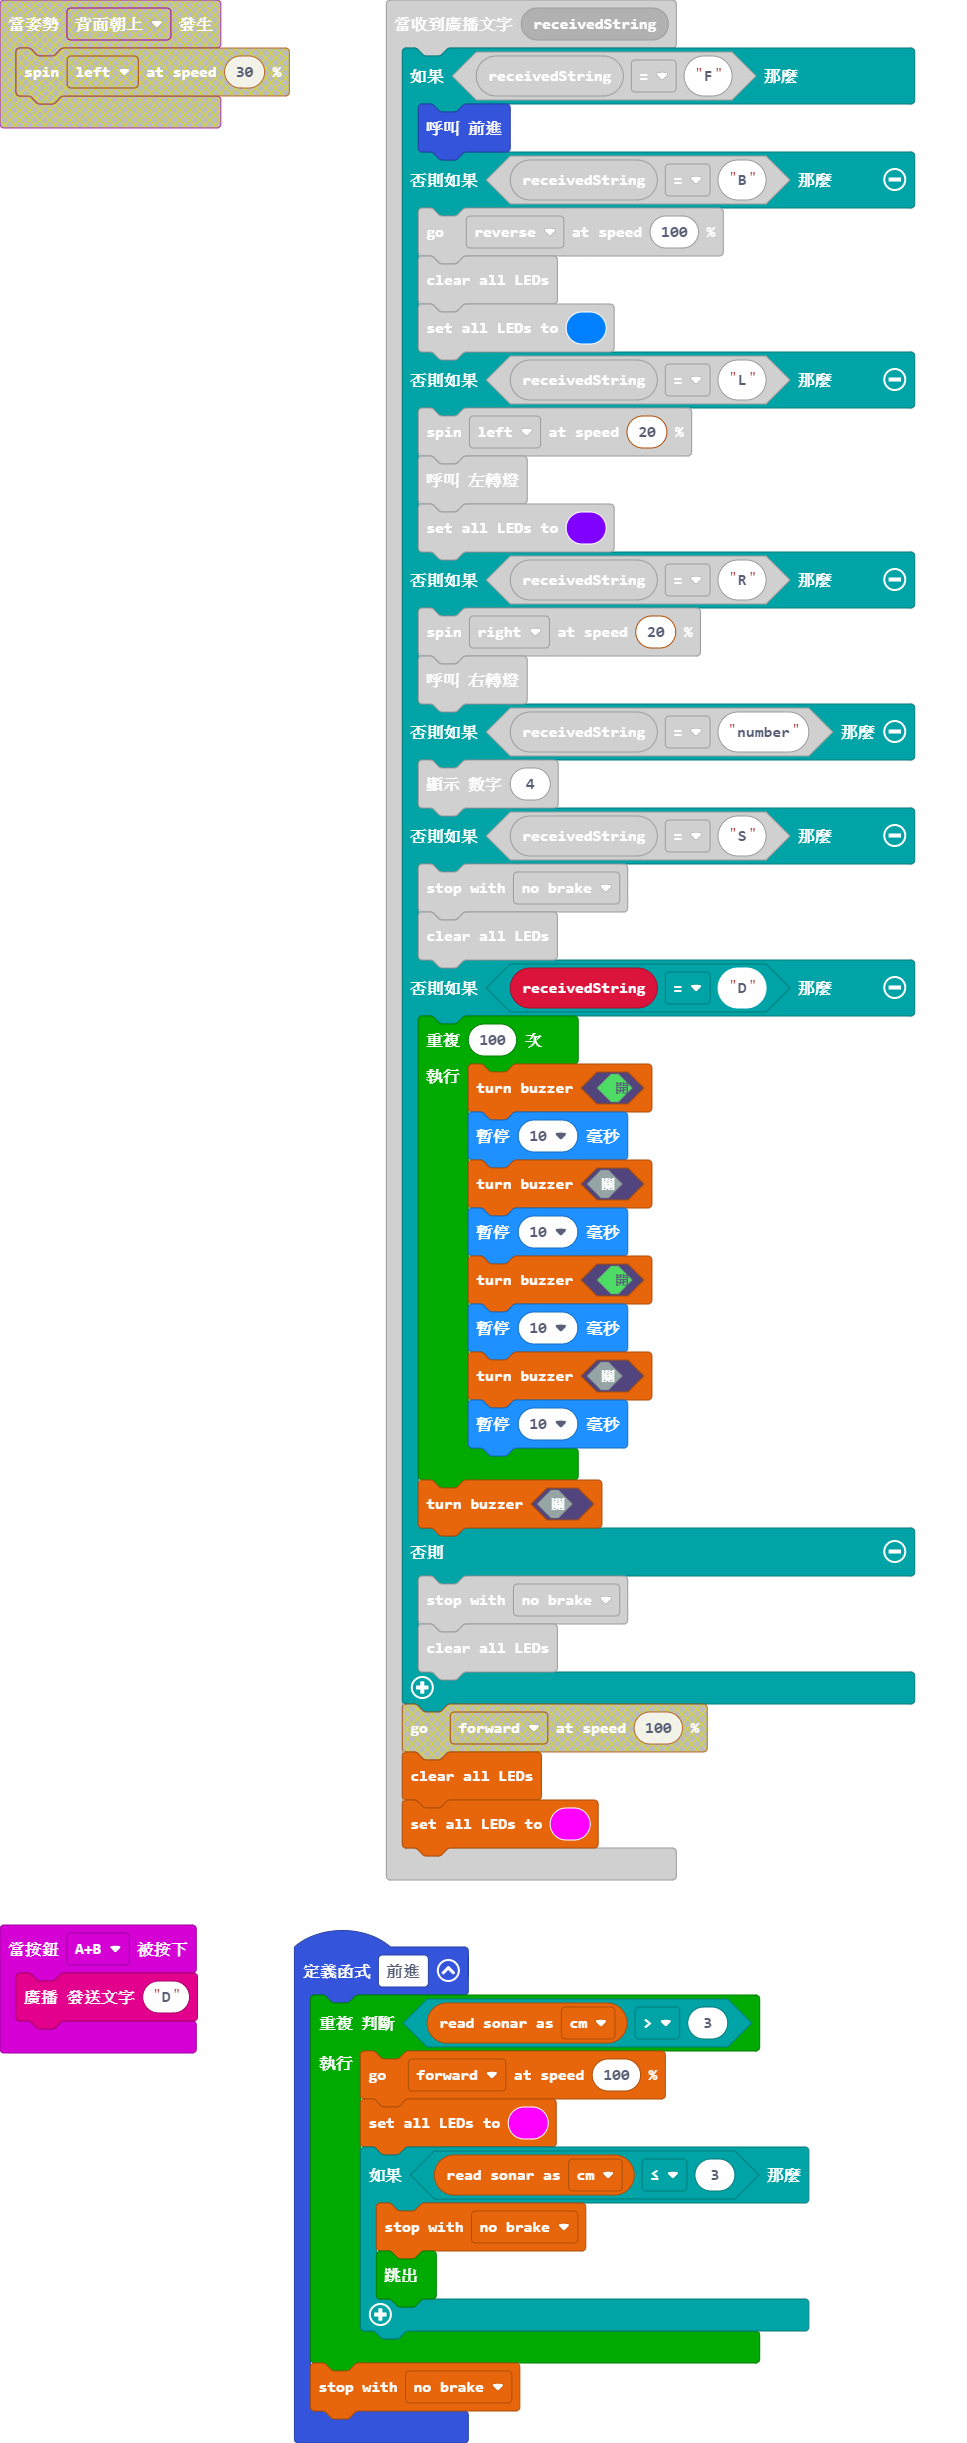 當姿勢 背面朝上 發生
spin left at speed 30 %
當收到廣播文字 receivedString
如果 receivedString = "F" 那麼
呼叫 前進
否則如果 receivedString = "B" 那麼
go reverse at speed 100 %
clear all LEDs
set all LEDs to
否則如果 receivedString = "L" 那麼
spin left at speed 20 %
呼叫 左轉燈
set all LEDs to
否則如果 receivedString = "R" 那麼
spin right at speed 20 %
呼叫 右轉燈
否則如果 receivedString = "number" 那麼
顯示 數字 4
否則如果 receivedString = "S" 那麼
stop with no brake
clear all LEDs
否則如果 receivedString = "D" 那麼
重複 100 次
執行
turn buzzer 開
暫停 10 毫秒
turn buzzer 關
暫停 10 毫秒
turn buzzer 開
暫停 10 毫秒
turn buzzer 關
暫停 10 毫秒
turn buzzer 關
否則
stop with no brake
clear all LEDs
go forward at speed 100 %
clear all LEDs
set all LEDs to
當按鈕 A+B 被按下
廣播 發送文字 "D"
定義函式 前進
重複 判斷 read sonar as cm > 3
執行
go forward at speed 100 %
set all LEDs to
如果 read sonar as cm ≤ 3 那麼
stop with no brake
跳出
stop with no brake